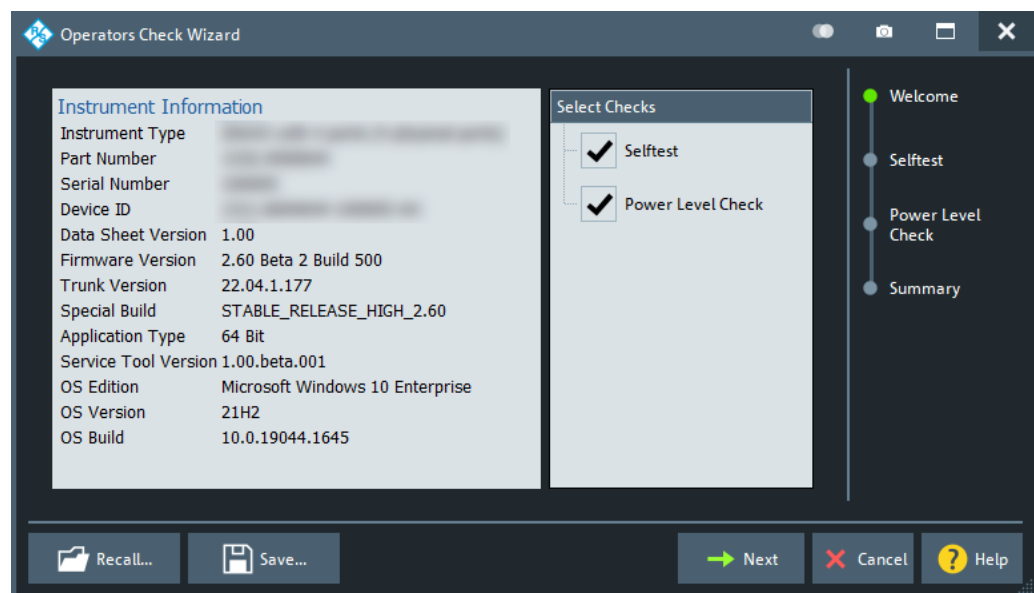 R&S Operators Check Wizard
Instrument Information
Instrument Type
Part Number
Serial Number
Device ID
Data Sheet Version 1.00
Firmware Version 2.60 Beta 2 Build 500
Trunk Version 22.04.1.177
Special Build STABLE_RELEASE_HIGH_2.60
Application Type 64 Bit
Service Tool Version 1.00.beta.001
OS Edition Microsoft Windows 10 Enterprise
OS Version 21H2
OS Build 10.0.19044.1645
Select Checks
Selftest
Power Level Check
Welcome
Selftest
Power Level
Check
Summary
Recall...
Save...
Next
Cancel
? Help